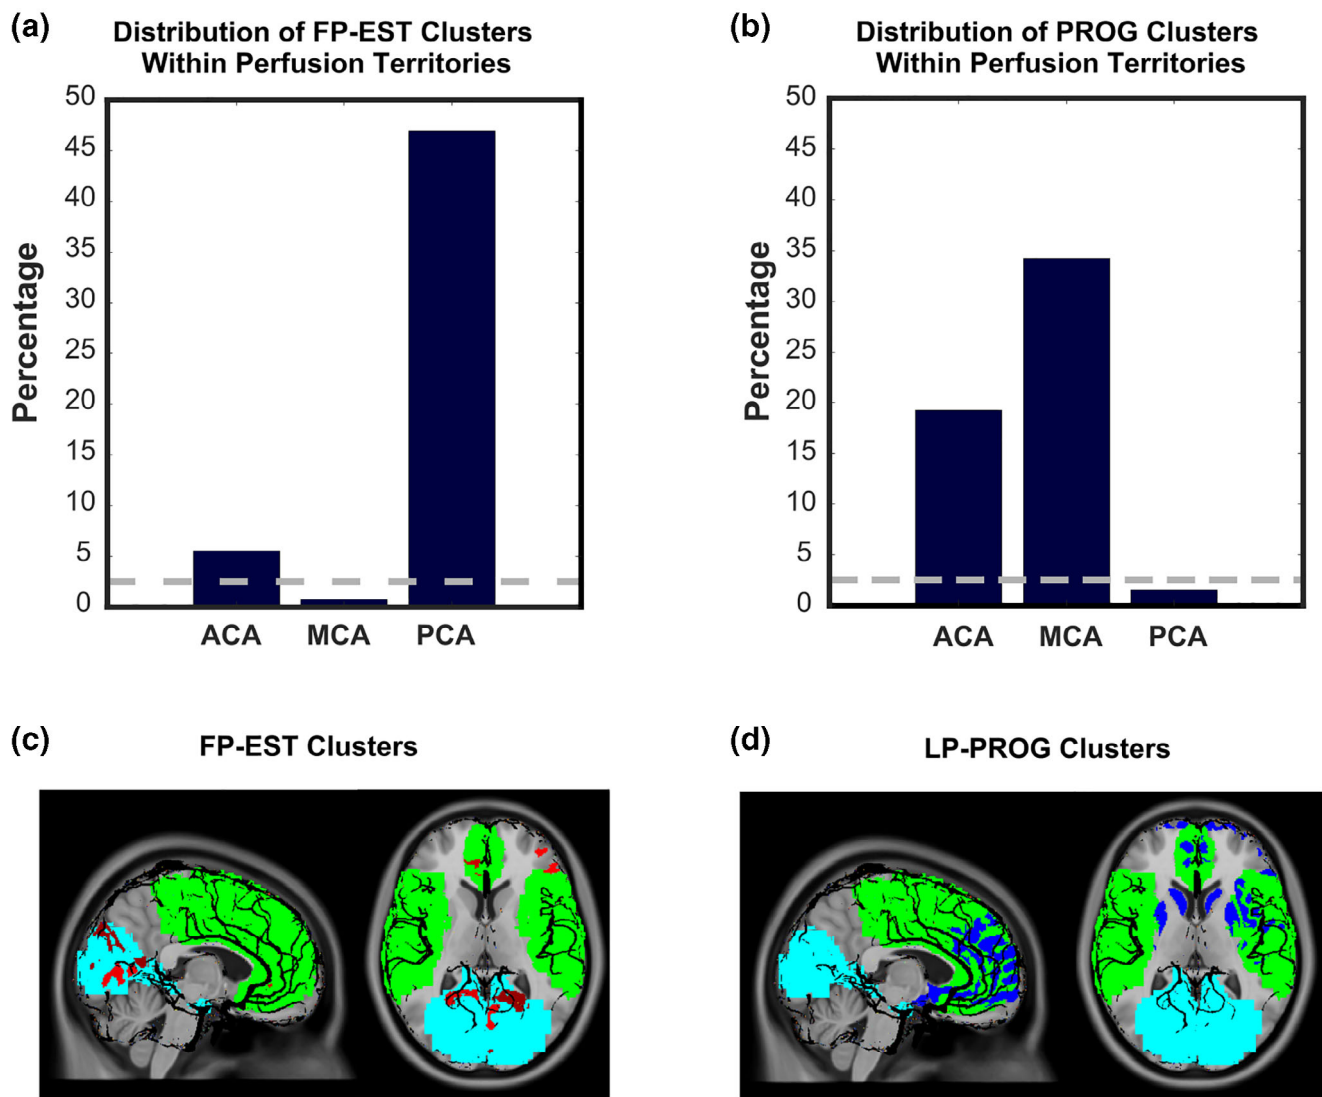 (a)
Distribution of FP-EST Clusters
Within Perfusion Territories
Percentage
50
45
40
35
30
25
20
15
10
5
0
ACA MCA PCA
(b)
Distribution of PROG Clusters
Within Perfusion Territories
Percentage
50
45
40
35
30
25
20
15
10
5
0
ACA MCA PCA
(c)
FP-EST Clusters
(d)
LP-PROG Clusters